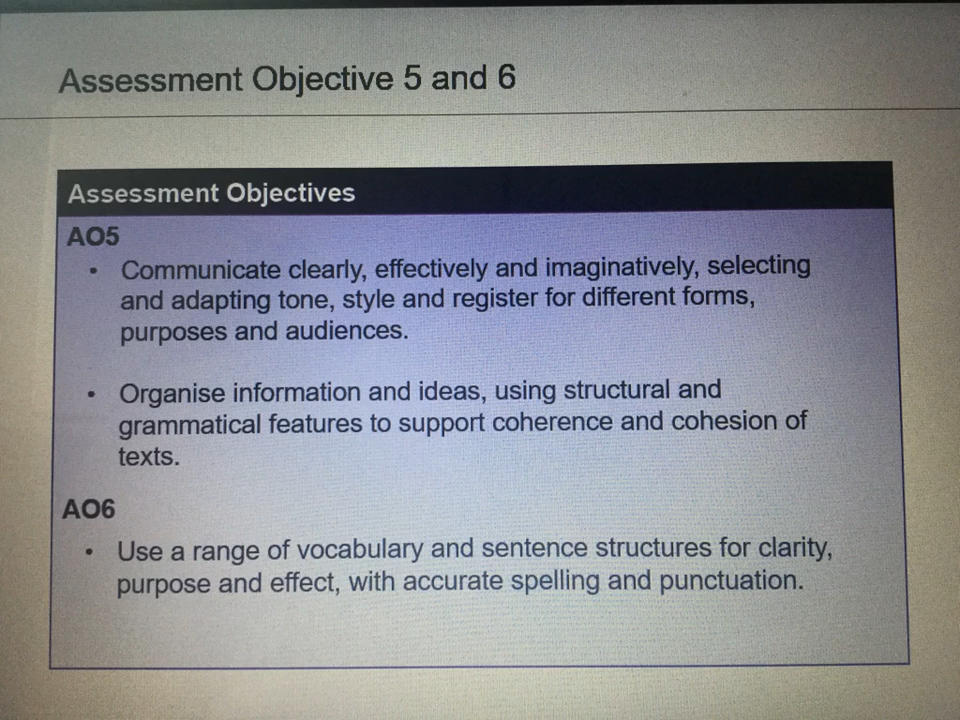 Assessment Objective 5 and 6
Assessment Objectives
AO5
• Communicate clearly, effectively and imaginatively, selecting
and adapting tone, style and register for different forms,
purposes and audiences.
• Organise information and ideas, using structural and
grammatical features to support coherence and cohesion of
texts.
AO6
• Use a range of vocabulary and sentence structures for clarity,
purpose and effect, with accurate spelling and punctuation.